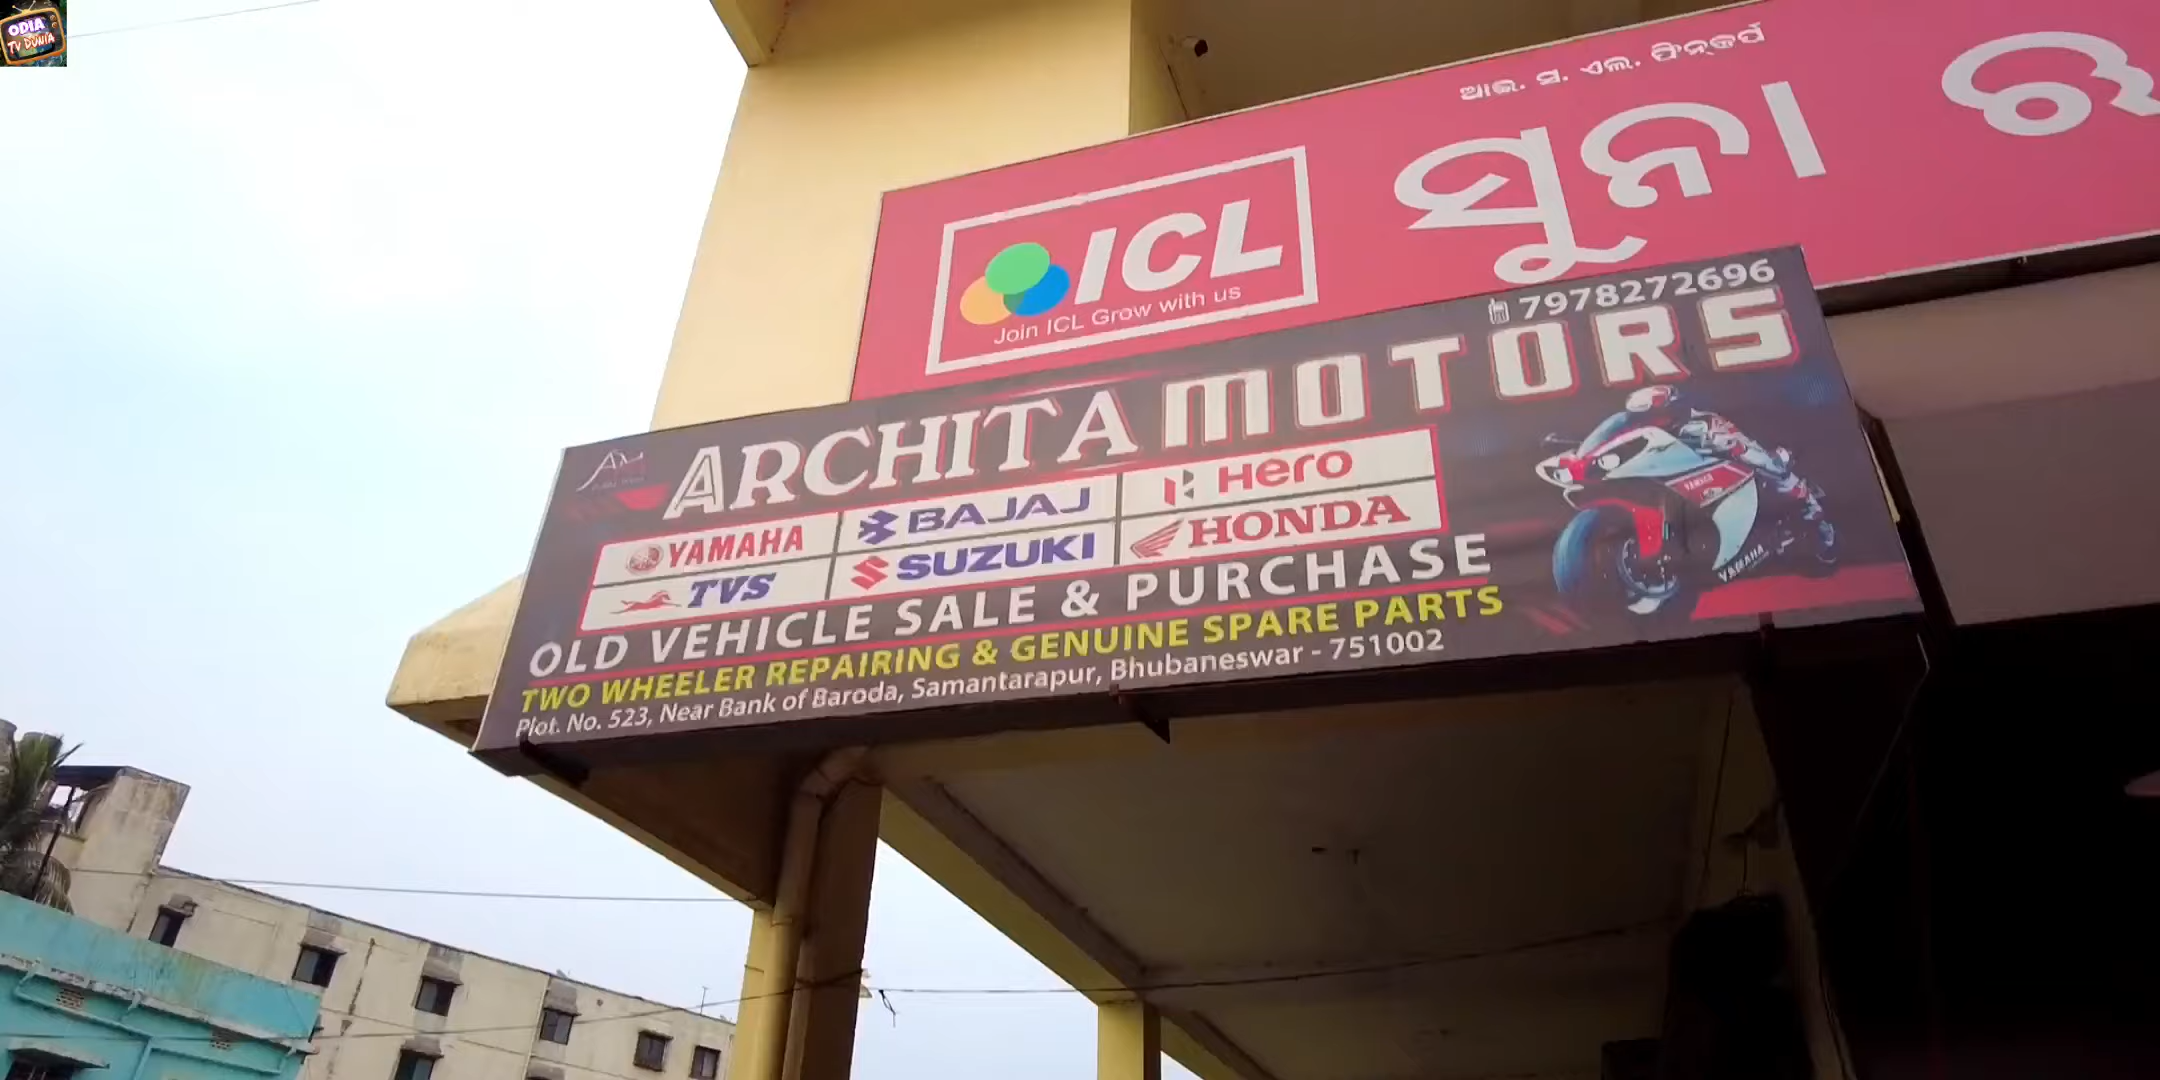 ODIA
TV DUNIA
ଆଇ. ସି. ଏଲ. ଫିନ୍‌କର୍ପ
ସୁନା
ICL
Join ICL Grow with us
7978272696
ARCHITA MOTORS
YAMAHA BAJAJ Hero
TVS SUZUKI HONDA
OLD VEHICLE SALE & PURCHASE
TWO WHEELER REPAIRING & GENUINE SPARE PARTS
Plot. No. 523, Near Bank of Baroda, Samantarapur, Bhubaneswar - 751002
YAMAHA